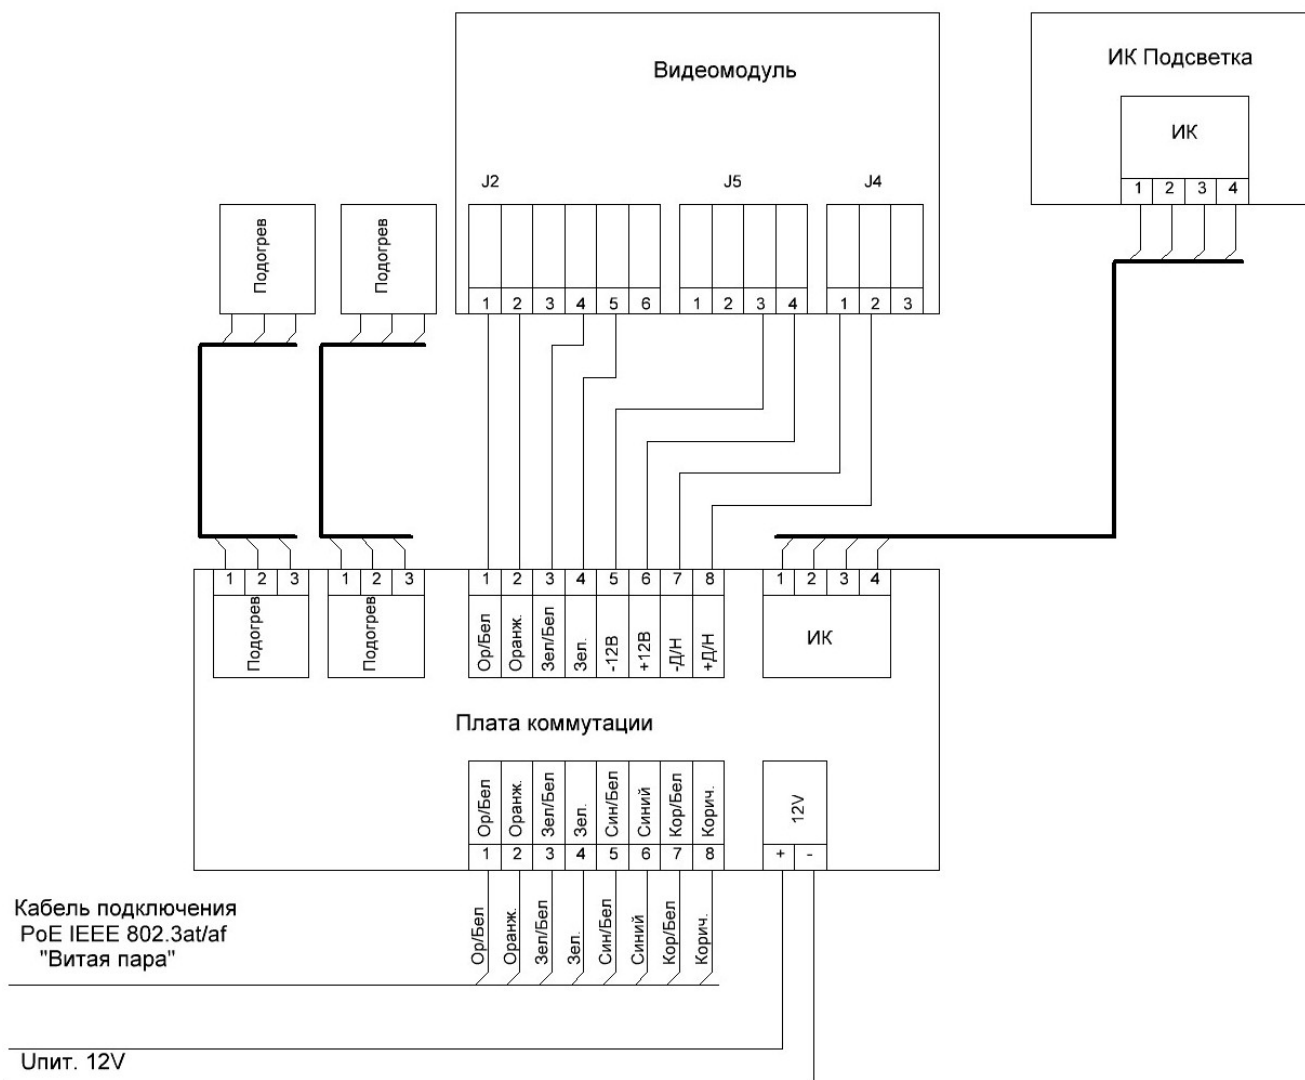 Видеомодуль
ИК Подсветка
ИК
1 2 3 4
J2 J5 J4
Подогрев Подогрев
1 2 3 4 5 6 1 2 3 4 1 2 3
1 2 3 1 2 3 1 2 3 4 5 6 7 8 1 2 3 4
Подогрев Подогрев Ор/Бел Оранж. Зел/Бел Зел. -12В +12В -Д/Н +Д/Н ИК
Плата коммутации
Ор/Бел Оранж. Зел/Бел Зел. Син/Бел Синий Кор/Бел Корич. 12V
1 2 3 4 5 6 7 8 + -
Ор/Бел Оранж. Зел/Бел Зел. Син/Бел Синий Кор/Бел Корич.
Кабель подключения
PoE IEEE 802.3at/af
"Витая пара"
Uпит. 12V